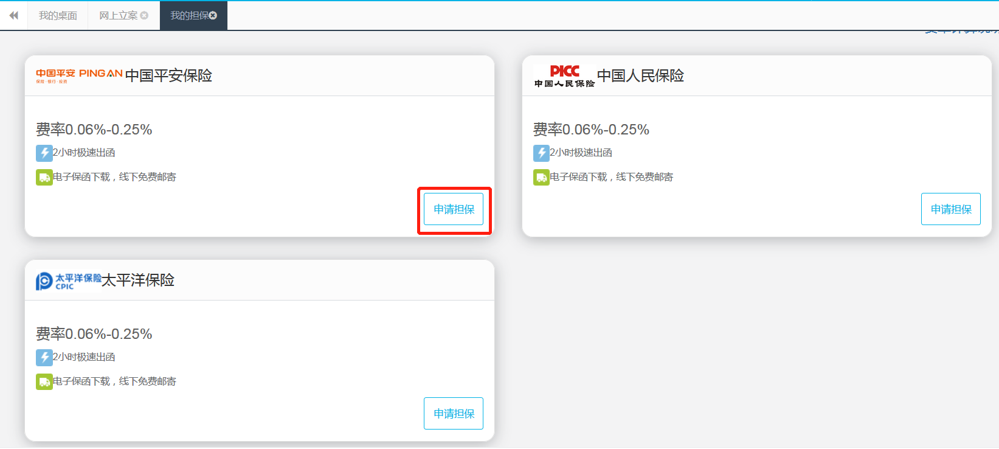 我的桌面
网上立案
我的担保
中国平安 PINGAN
保险·银行·投资
中国平安保险
费率0.06%-0.25%
2小时极速出函
电子保函下载，线下免费邮寄
申请担保
PICC
中国人民保险
中国人民保险
费率0.06%-0.25%
2小时极速出函
电子保函下载，线下免费邮寄
申请担保
太平洋保险
CPIC
太平洋保险
费率0.06%-0.25%
2小时极速出函
电子保函下载，线下免费邮寄
申请担保